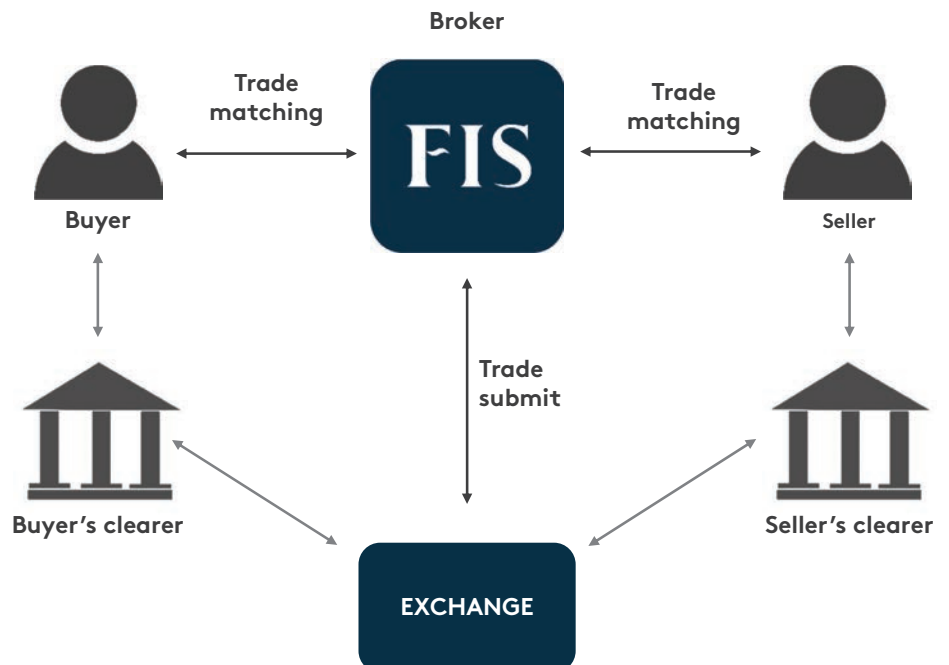 Broker
Trade
matching
Trade
matching
FIS
Buyer
Seller
Trade
submit
Buyer's clearer
Seller's clearer
EXCHANGE